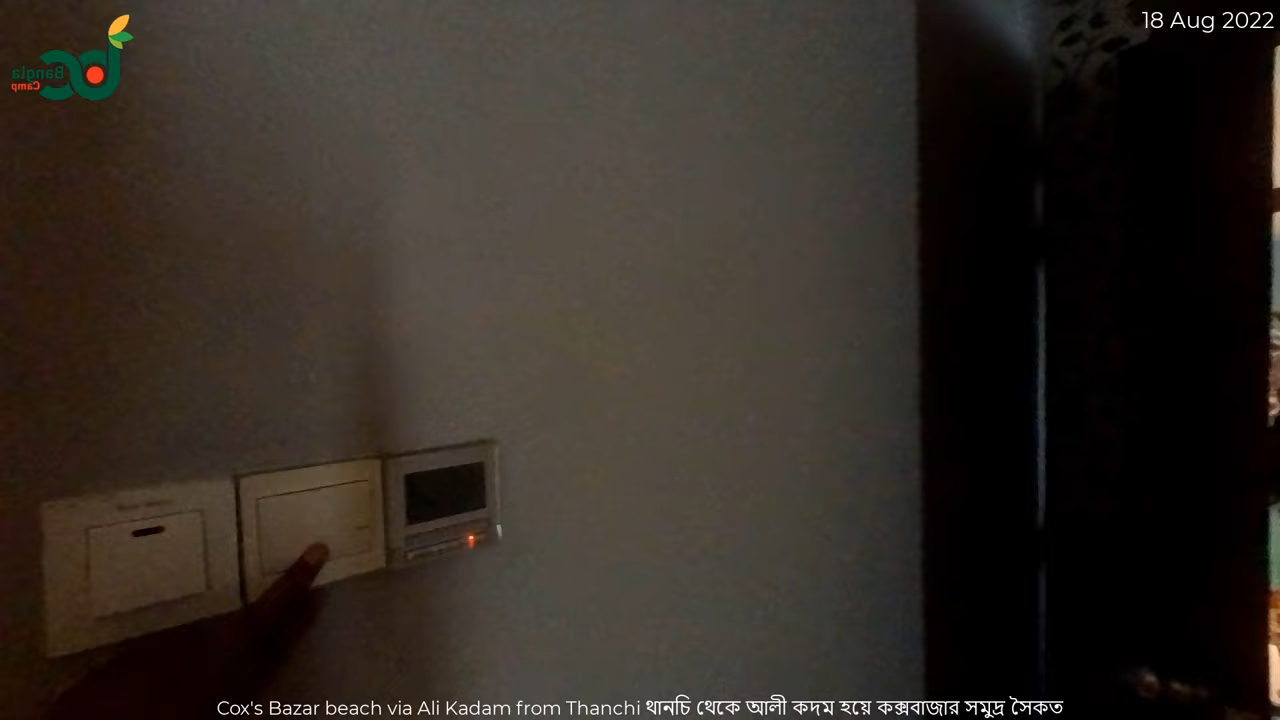 18 Aug 2022
Bangla
Camp
Cox's Bazar beach via Ali Kadam from Thanchi থানচি থেকে আলী কদম হয়ে কক্সবাজার সমুদ্র সৈকত